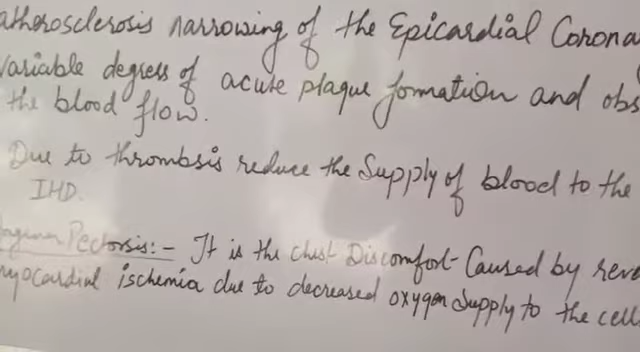 atherosclerosis narrowing of the Epicardial Corona
variable degress of acute plaque formation and obs
the blood flow.
Due to thrombsis reduce the Supply of blood to the
IHD.
Pectorsis:- It is the chest Discomfort Caused by reve
myocardial ischemia due to decreased oxygen supply to the cell